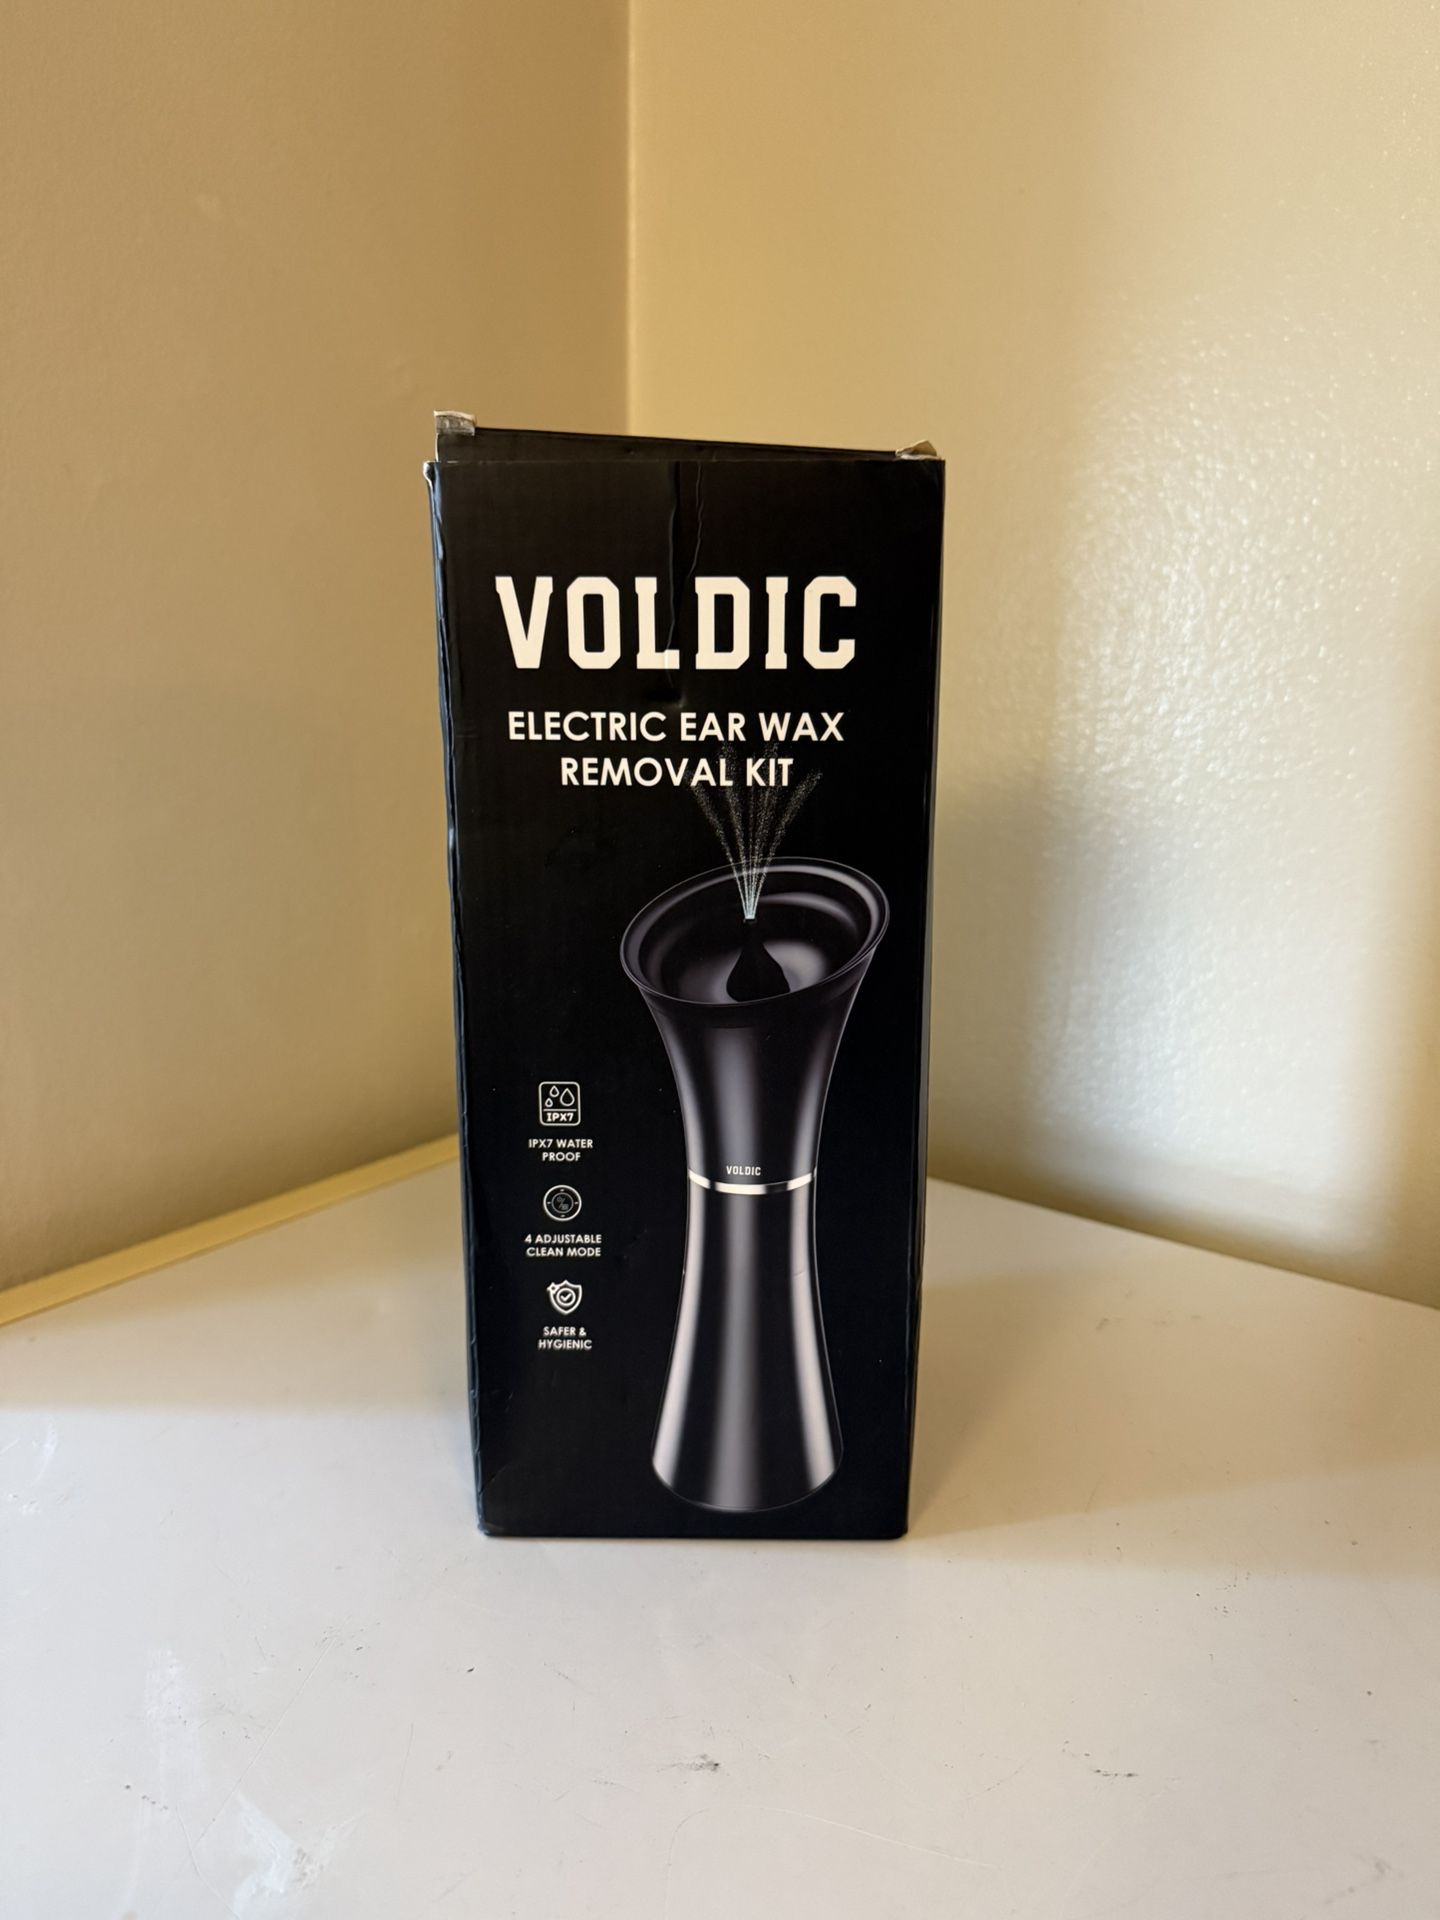 VOLDIC
ELECTRIC EAR WAX
REMOVAL KIT
IPX7
IPX7 WATER
PROOF
4 ADJUSTABLE
CLEAN MODE
SAFER &
HYGIENIC
VOLDIC